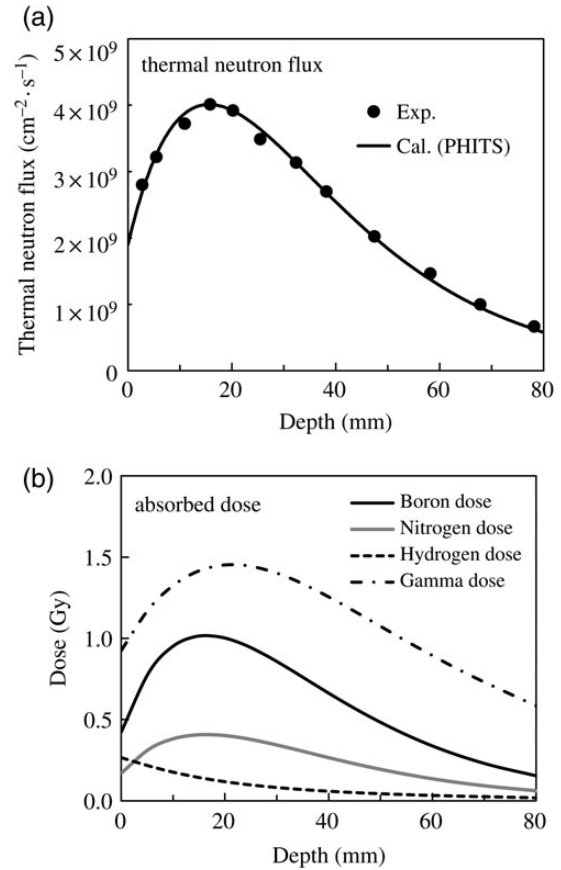 (a)
thermal neutron flux
Exp.
Cal. (PHITS)
Thermal neutron flux (cm⁻²·s⁻¹)
5×10⁹
4×10⁹
3×10⁹
2×10⁹
1×10⁹
0
0 20 40 60 80
Depth (mm)
(b)
absorbed dose
Boron dose
Nitrogen dose
Hydrogen dose
Gamma dose
Dose (Gy)
2.0
1.5
1.0
0.5
0.0
0 20 40 60 80
Depth (mm)